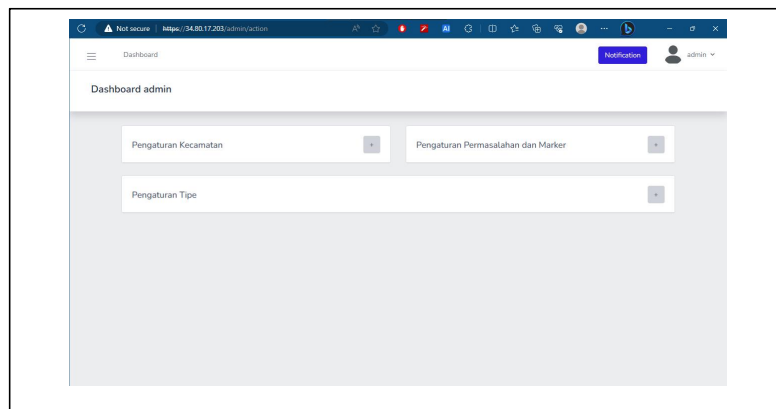 Not secure https://34.80.17.203/admin/action
Dashboard
Notification
admin
Dashboard admin
Pengaturan Kecamatan +
Pengaturan Permasalahan dan Marker +
Pengaturan Tipe +